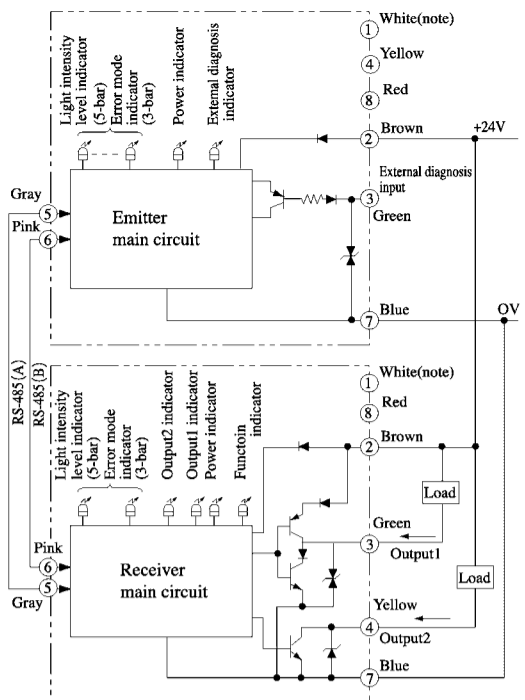 Light intensity
level indicator
(5-bar)
Error mode
indicator
(3-bar)
Power indicator
External diagnosis
indicator
1 White(note)
4 Yellow
8 Red
2 Brown
+24V
External diagnosis
input
3
Green
Gray
5
Pink
6
Emitter
main circuit
7 Blue
OV
RS-485(A)
RS-485(B)
Light intensity
level indicator
(5-bar)
Error mode
indicator
(3-bar)
Output2 indicator
Output1 indicator
Power indicator
Functoin
indicator
1 White(note)
8 Red
2 Brown
Load
Green
3
Output1
Pink
6
5
Gray
Receiver
main circuit
Load
Yellow
4
Output2
Blue
7